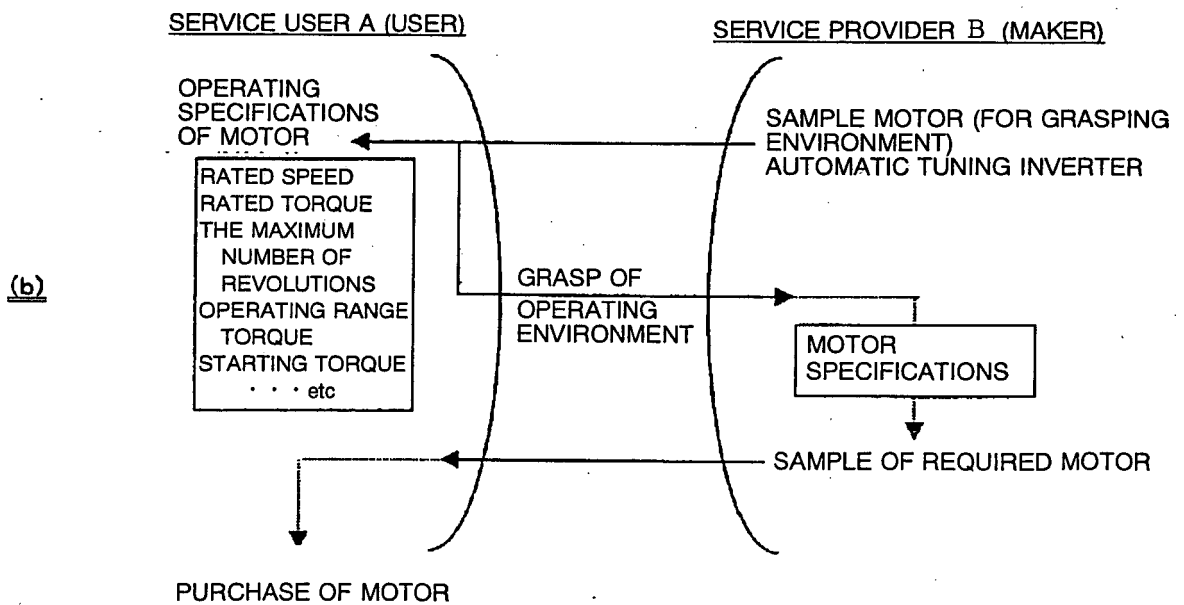 SERVICE USER A (USER)
SERVICE PROVIDER B (MAKER)
OPERATING
SPECIFICATIONS
OF MOTOR
RATED SPEED
RATED TORQUE
THE MAXIMUM
NUMBER OF
REVOLUTIONS
OPERATING RANGE
TORQUE
STARTING TORQUE
· · · etc
SAMPLE MOTOR (FOR GRASPING
ENVIRONMENT)
AUTOMATIC TUNING INVERTER
(b)
GRASP OF
OPERATING
ENVIRONMENT
MOTOR
SPECIFICATIONS
SAMPLE OF REQUIRED MOTOR
PURCHASE OF MOTOR